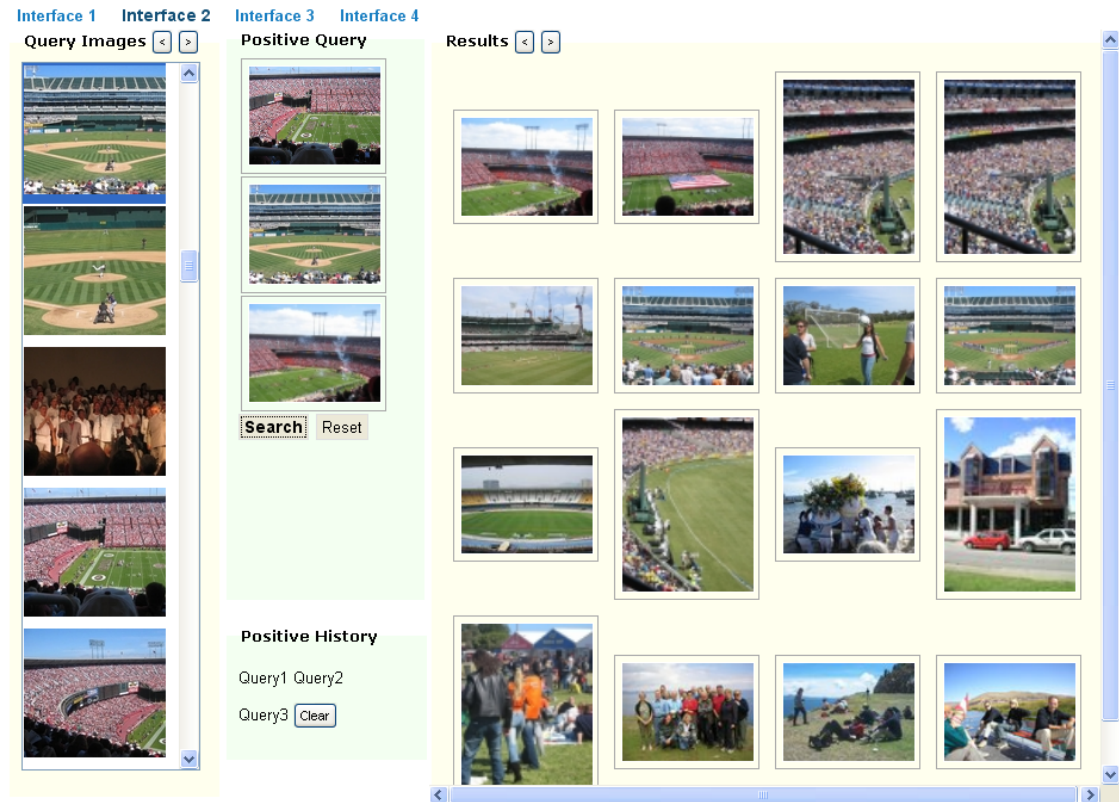 Interface 1 Interface 2 Interface 3 Interface 4
Query Images < >
Positive Query
Search Reset
Positive History
Query1 Query2
Query3 Clear
Results < >